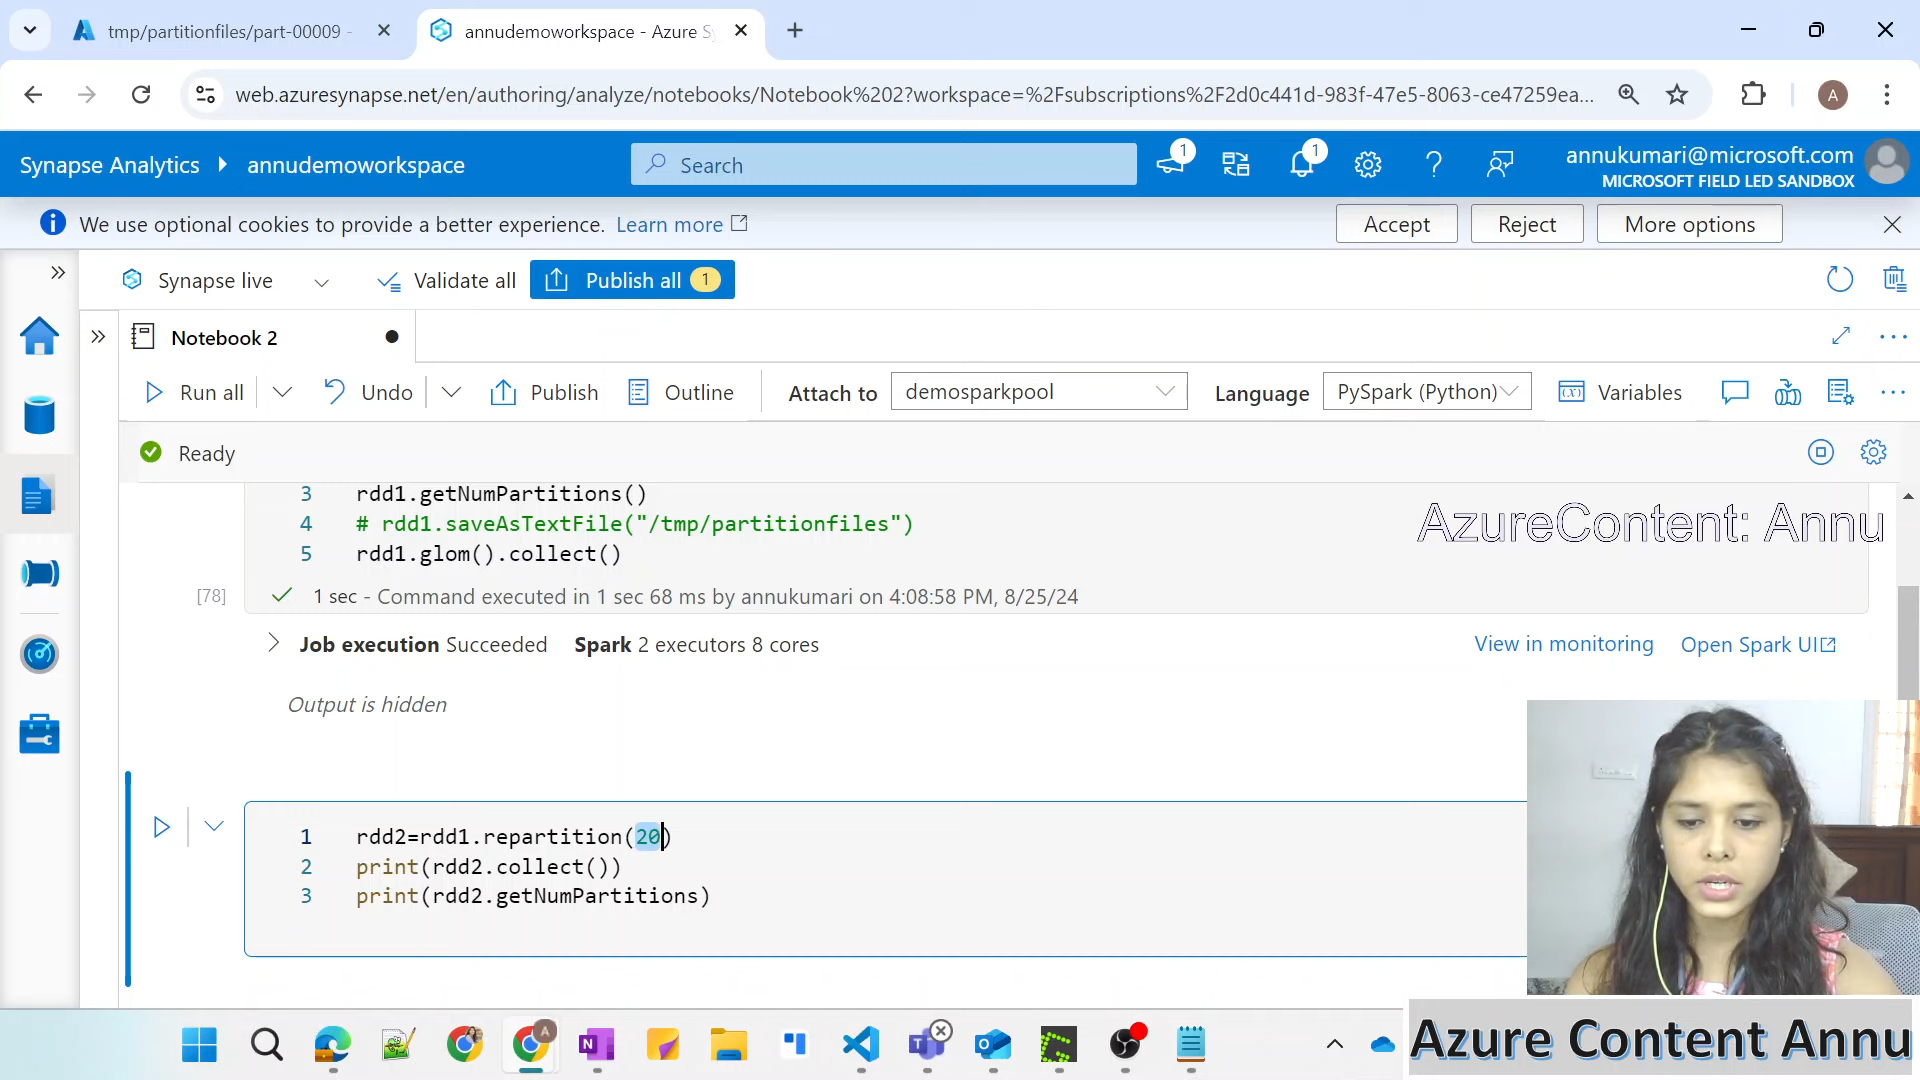 tmp/partitionfiles/part-00009 -
annudemoworkspace - Azure S
web.azuresynapse.net/en/authoring/analyze/notebooks/Notebook%202?workspace=%2Fsubscriptions%2F2d0c441d-983f-47e5-8063-ce47259ea...
A
Synapse Analytics
annudemoworkspace
Search
1
1
annukumari@microsoft.com
MICROSOFT FIELD LED SANDBOX
We use optional cookies to provide a better experience. Learn more
Accept
Reject
More options
Synapse live
Validate all
Publish all 1
Notebook 2
Run all
Undo
Publish
Outline
Attach to
demosparkpool
Language
PySpark (Python)
Variables
Ready
3 rdd1.getNumPartitions()
4 # rdd1.saveAsTextFile("/tmp/partitionfiles")
5 rdd1.glom().collect()
AzureContent: Annu
[78]
1 sec - Command executed in 1 sec 68 ms by annukumari on 4:08:58 PM, 8/25/24
Job execution Succeeded Spark 2 executors 8 cores
View in monitoring
Open Spark UI
Output is hidden
1 rdd2=rdd1.repartition(20)
2 print(rdd2.collect())
3 print(rdd2.getNumPartitions)
Azure Content Annu